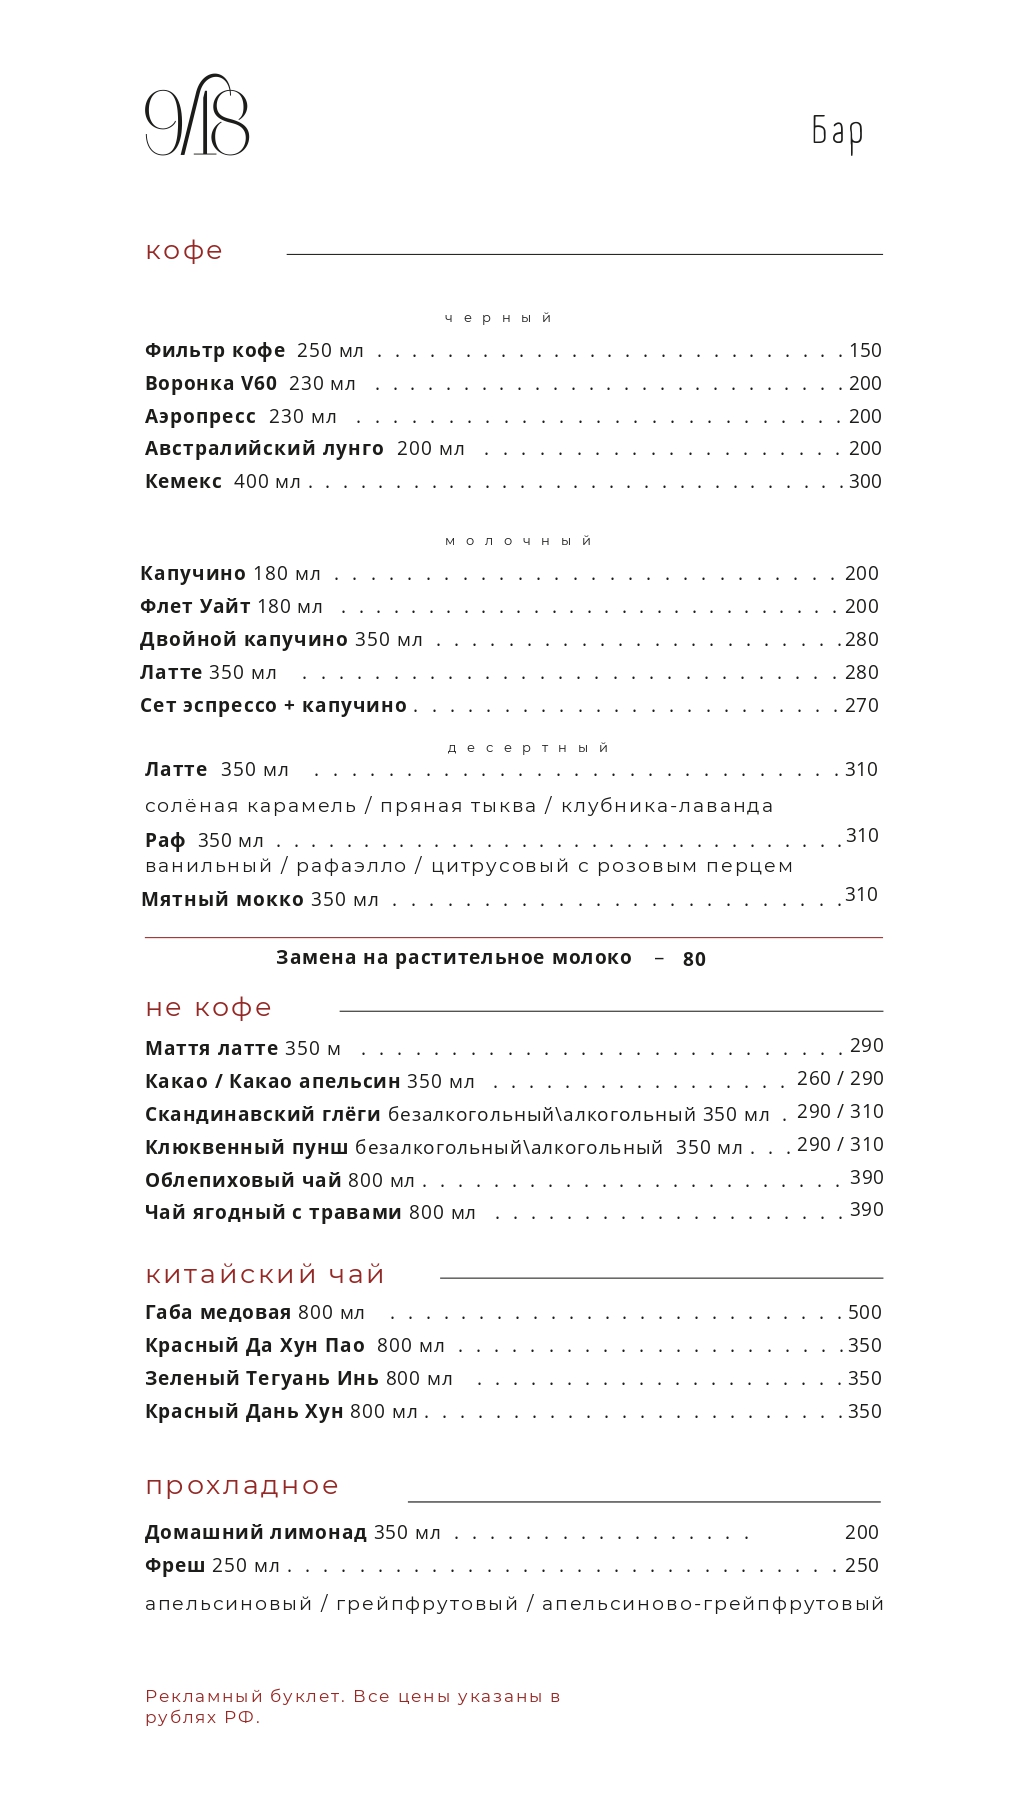 918
Бар
кофе
черный
Фильтр кофе 250 мл . . . . . . . . . . . . . . . . . . . . . . . . . . . 150
Воронка V60 230 мл . . . . . . . . . . . . . . . . . . . . . . . . . . . 200
Аэропресс 230 мл . . . . . . . . . . . . . . . . . . . . . . . . . . . 200
Австралийский лунго 200 мл . . . . . . . . . . . . . . . . . . . . 200
Кемекс 400 мл . . . . . . . . . . . . . . . . . . . . . . . . . . . . . . . 300
молочный
Капучино 180 мл . . . . . . . . . . . . . . . . . . . . . . . . . . . . 200
Флет Уайт 180 мл . . . . . . . . . . . . . . . . . . . . . . . . . . . . . 200
Двойной капучино 350 мл . . . . . . . . . . . . . . . . . . . . . . . 280
Латте 350 мл . . . . . . . . . . . . . . . . . . . . . . . . . . . . . . 280
Сет эспрессо + капучино . . . . . . . . . . . . . . . . . . . . . . . . 270
десертный
Латте 350 мл . . . . . . . . . . . . . . . . . . . . . . . . . . . . . 310
солёная карамель / пряная тыква / клубника-лаванда
Раф 350 мл . . . . . . . . . . . . . . . . . . . . . . . . . . . . . . . . . 310
ванильный / рафаэлло / цитрусовый с розовым перцем
Мятный мокко 350 мл . . . . . . . . . . . . . . . . . . . . . . . . . 310
Замена на растительное молоко – 80
не кофе
Маття латте 350 м . . . . . . . . . . . . . . . . . . . . . . . . . . . 290
Какао / Какао апельсин 350 мл . . . . . . . . . . . . . . . . . 260 / 290
Скандинавский глёги безалкогольный\алкогольный 350 мл . 290 / 310
Клюквенный пунш безалкогольный\алкогольный 350 мл . . . 290 / 310
Облепиховый чай 800 мл . . . . . . . . . . . . . . . . . . . . . . . . 390
Чай ягодный с травами 800 мл . . . . . . . . . . . . . . . . . . . . 390
китайский чай
Габа медовая 800 мл . . . . . . . . . . . . . . . . . . . . . . . . . . 500
Красный Да Хун Пао 800 мл . . . . . . . . . . . . . . . . . . . . . . 350
Зеленый Тегуань Инь 800 мл . . . . . . . . . . . . . . . . . . . . . 350
Красный Дань Хун 800 мл . . . . . . . . . . . . . . . . . . . . . . . . 350
прохладное
Домашний лимонад 350 мл . . . . . . . . . . . . . . . . . 200
Фреш 250 мл . . . . . . . . . . . . . . . . . . . . . . . . . . . . . . . 250
апельсиновый / грейпфрутовый / апельсиново-грейпфрутовый
Рекламный буклет. Все цены указаны в
рублях РФ.